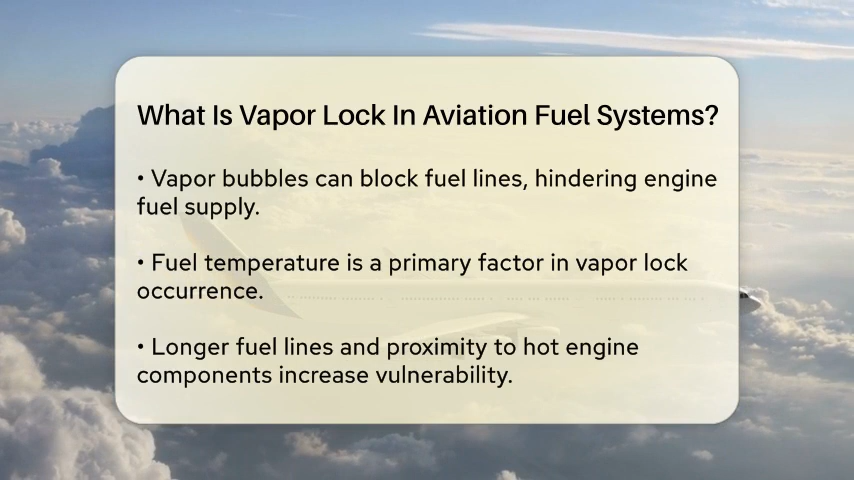 What Is Vapor Lock In Aviation Fuel Systems?
• Vapor bubbles can block fuel lines, hindering engine
fuel supply.
• Fuel temperature is a primary factor in vapor lock
occurrence.
• Longer fuel lines and proximity to hot engine
components increase vulnerability.